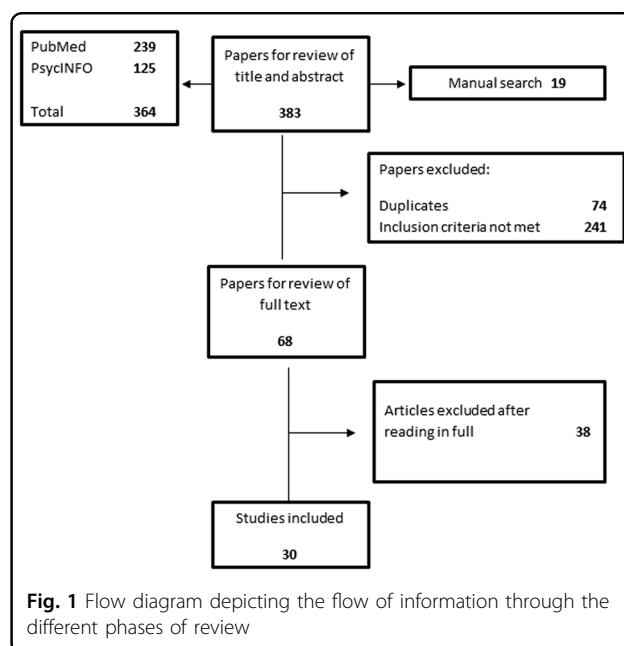 PubMed 239
PsycINFO 125
Total 364
Papers for review of
title and abstract
383
Manual search 19
Papers excluded:
Duplicates 74
Inclusion criteria not met 241
Papers for review of
full text
68
Articles excluded after
reading in full 38
Studies included
30
Fig. 1 Flow diagram depicting the flow of information through the
different phases of review